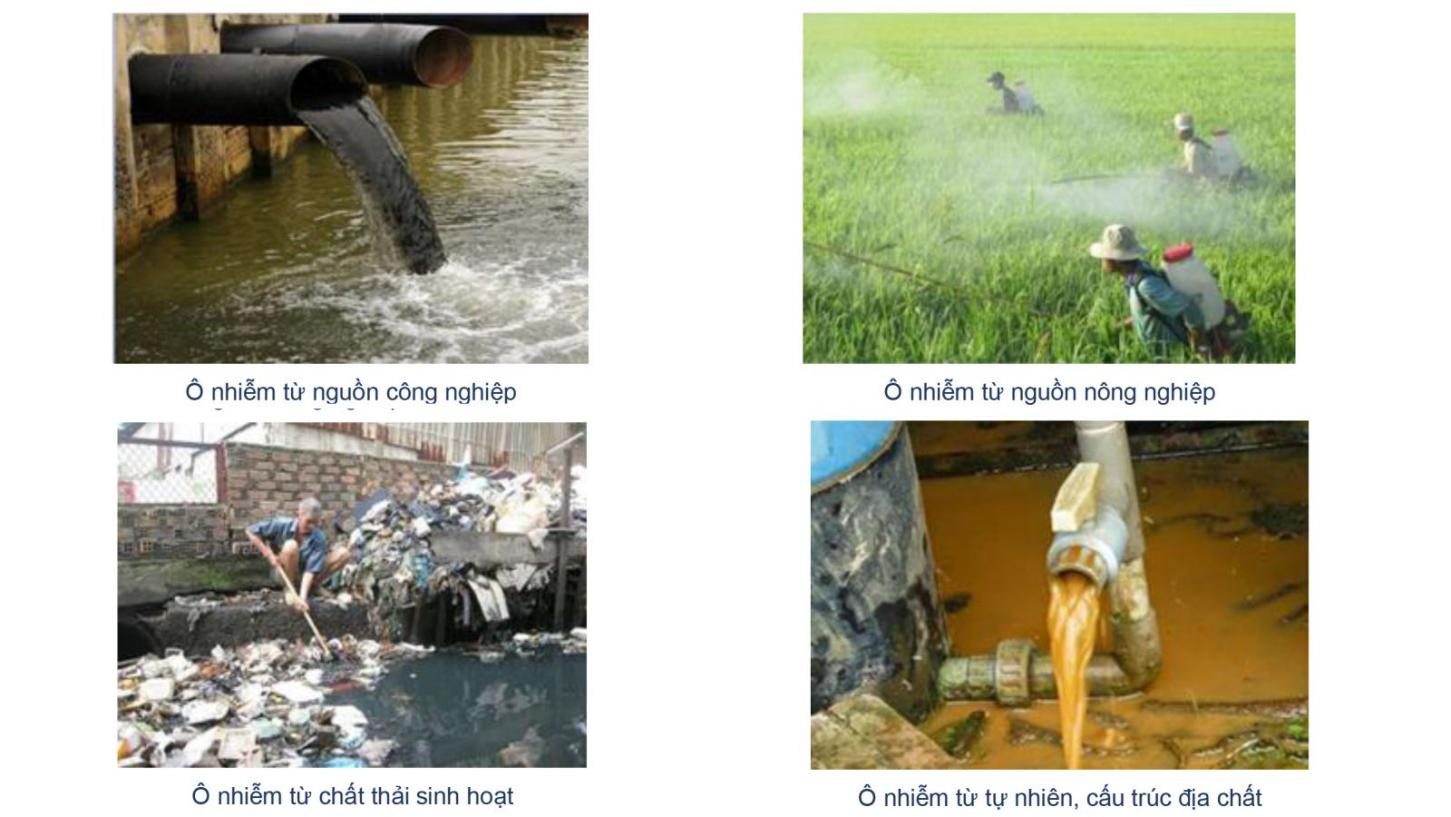 Ô nhiễm từ nguồn công nghiệp
Ô nhiễm từ nguồn nông nghiệp
Ô nhiễm từ chất thải sinh hoạt
Ô nhiễm từ tự nhiên, cấu trúc địa chất